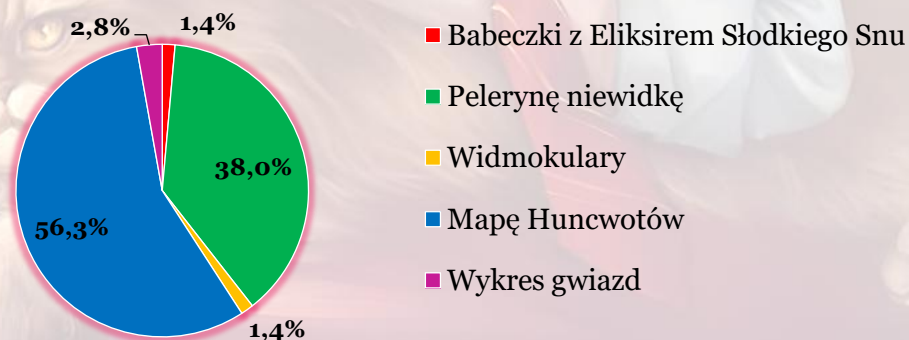 2,8%
1,4%
38,0%
56,3%
1,4%
Babeczki z Eliksirem Słodkiego Snu
Pelerynę niewidkę
Widmokulary
Mapę Huncwotów
Wykres gwiazd